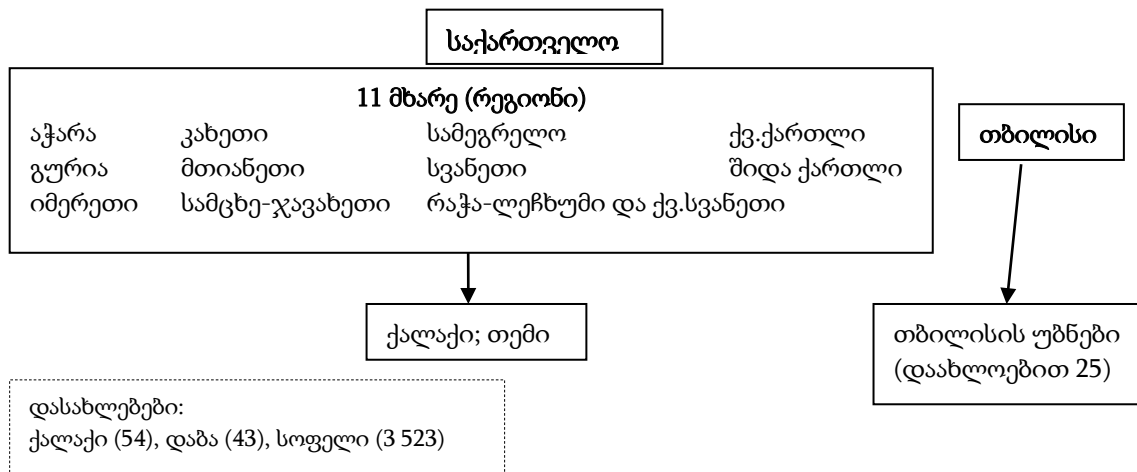 საქართველო
11 მხარე (რეგიონი)
აჭარა კახეთი სამეგრელო ქვ.ქართლი
გურია მთიანეთი სვანეთი შიდა ქართლი
იმერეთი სამცხე-ჯავახეთი რაჭა-ლეჩხუმი და ქვ.სვანეთი
თბილისი
ქალაქი; თემი
თბილისის უბნები
(დაახლოებით 25)
დასახლებები:
ქალაქი (54), დაბა (43), სოფელი (3 523)